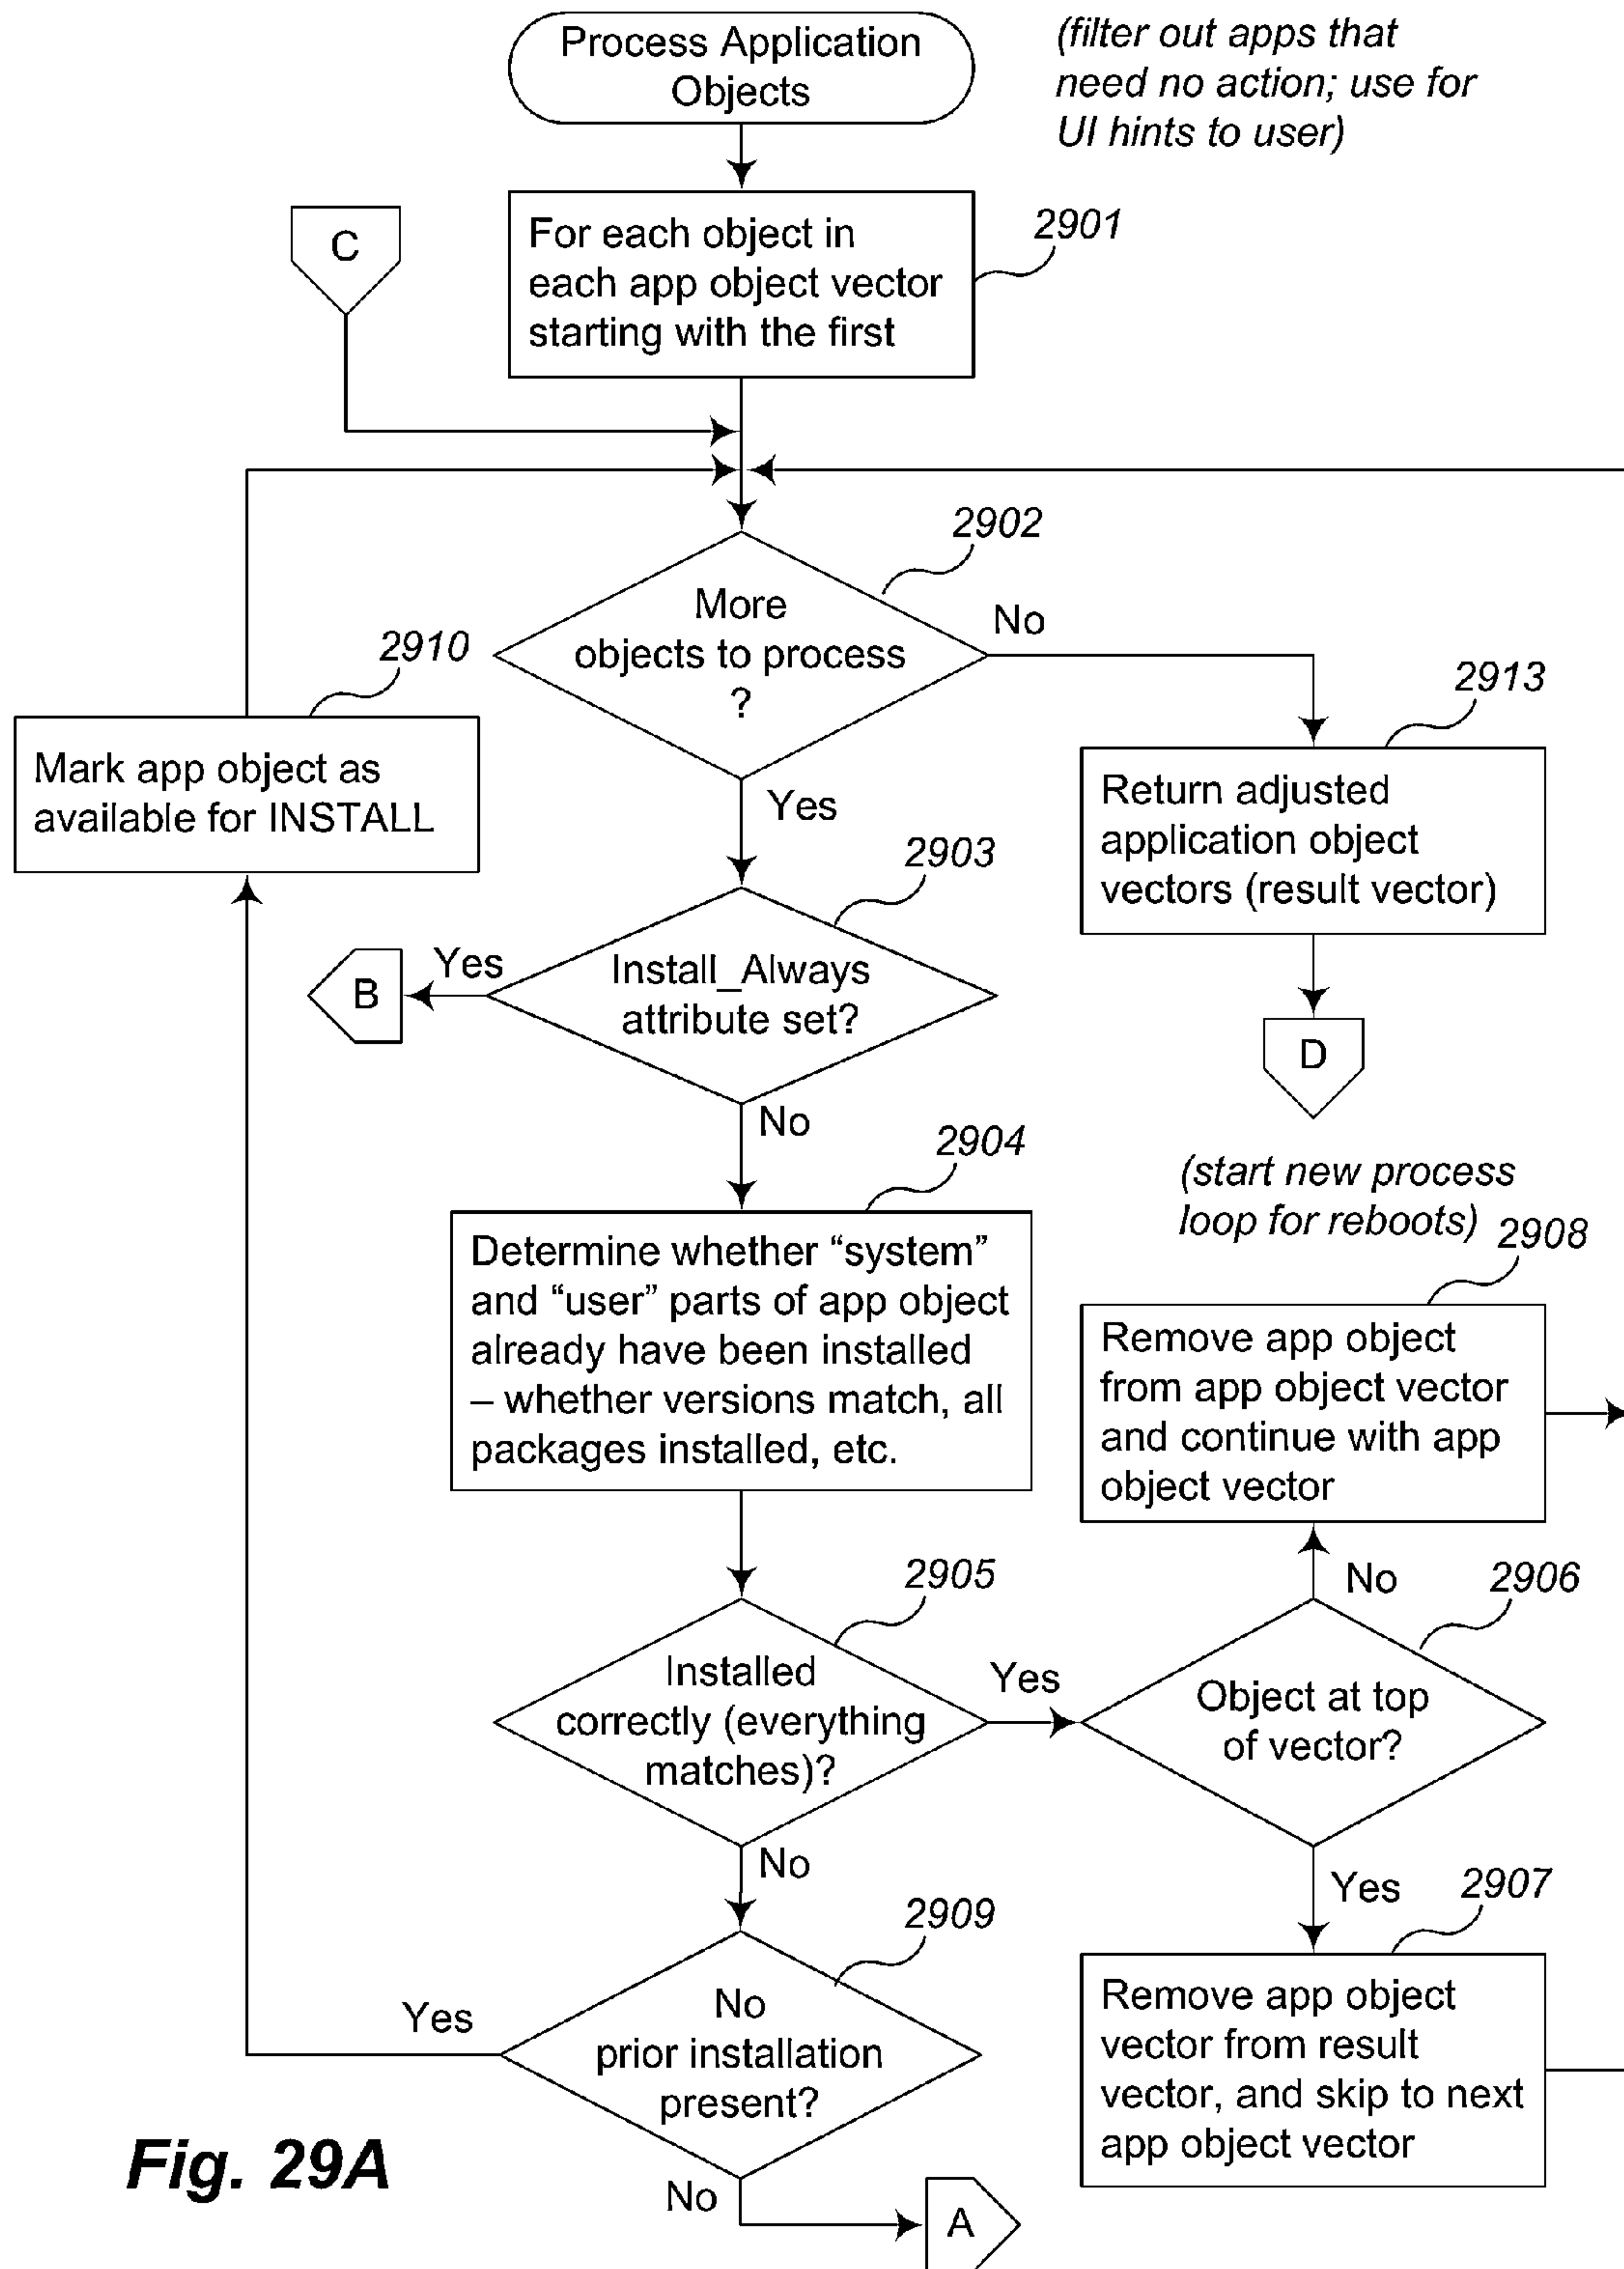 Process Application
Objects
(filter out apps that
need no action; use for
UI hints to user)
C
For each object in
each app object vector
starting with the first
2901
2902
More
objects to process
?
No
Yes
2910
Mark app object as
available for INSTALL
2913
Return adjusted
application object
vectors (result vector)
2903
Install_Always
attribute set?
Yes
B
No
D
(start new process
loop for reboots)
2904
Determine whether “system”
and “user” parts of app object
already have been installed
– whether versions match, all
packages installed, etc.
2908
Remove app object
from app object vector
and continue with app
object vector
2905
Installed
correctly (everything
matches)?
Yes
No
No
2906
Object at top
of vector?
Yes
2909
No
prior installation
present?
Yes
No
A
2907
Remove app object
vector from result
vector, and skip to next
app object vector
Fig. 29A